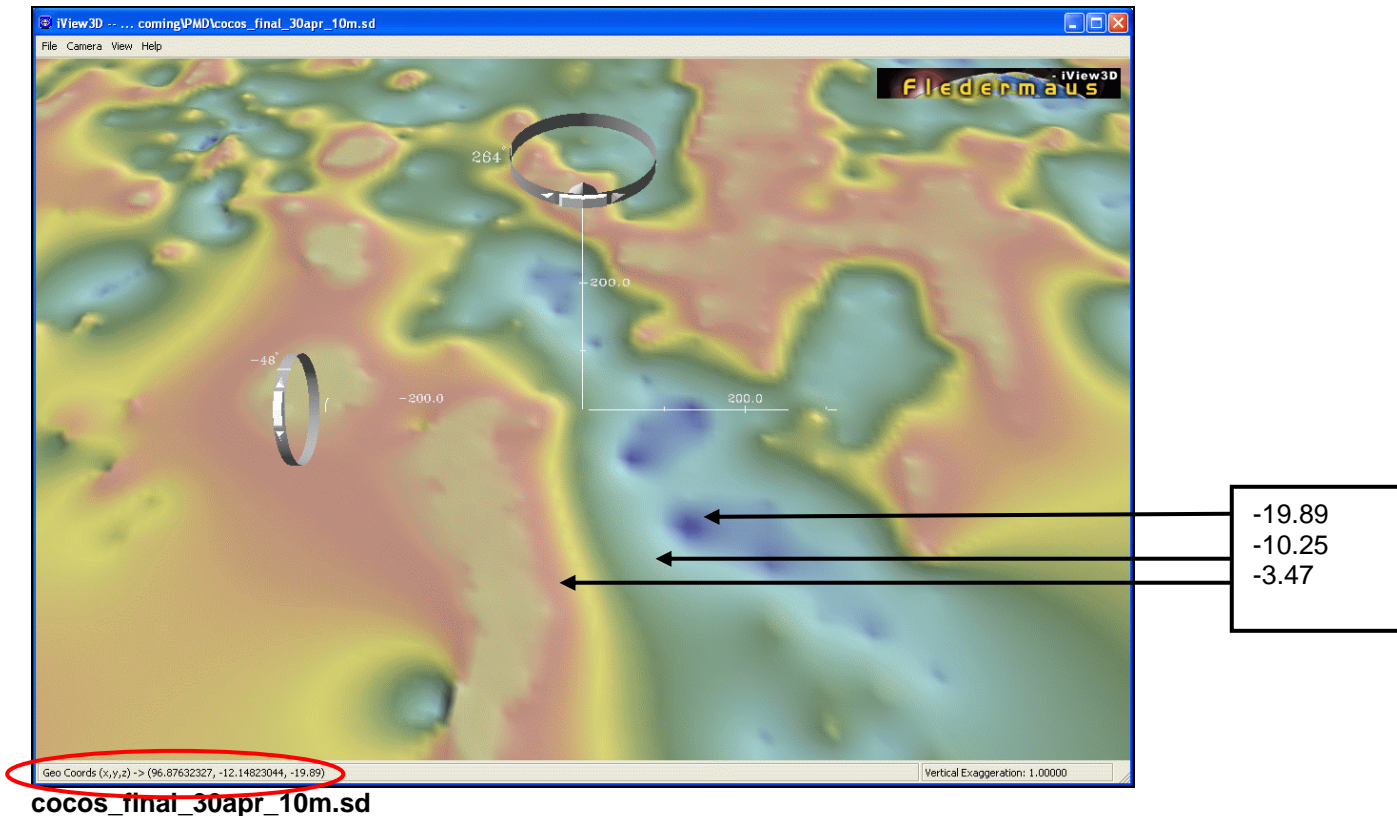 iView3D -- ... coming\PMD\cocos_final_30apr_10m.sd
File Camera View Help
- iView3D
Fledermaus
264°
-200.0
-48°
-200.0
200.0
-19.89
-10.25
-3.47
Geo Coords (x,y,z) -> (96.87632327, -12.14823044, -19.89)
Vertical Exaggeration: 1.00000
cocos_final_30apr_10m.sd